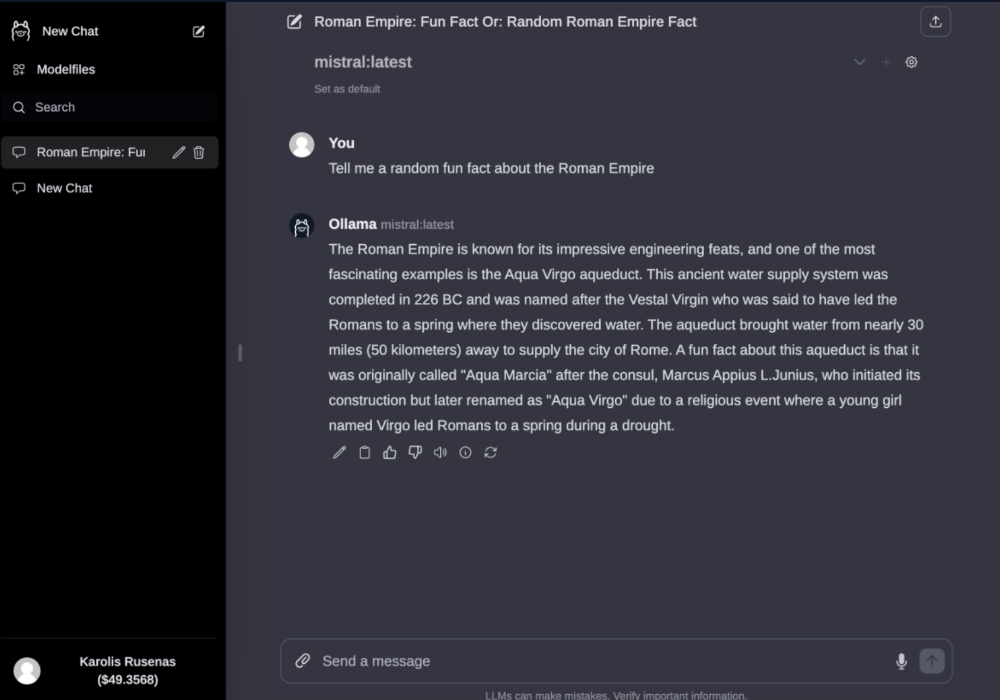 New Chat
Modelfiles
Search
Roman Empire: Fu
New Chat
Karolis Rusenas
($49.3568)
Roman Empire: Fun Fact Or: Random Roman Empire Fact
mistral:latest
Set as default
You
Tell me a random fun fact about the Roman Empire
Ollama mistral:latest
The Roman Empire is known for its impressive engineering feats, and one of the most
fascinating examples is the Aqua Virgo aqueduct. This ancient water supply system was
completed in 226 BC and was named after the Vestal Virgin who was said to have led the
Romans to a spring where they discovered water. The aqueduct brought water from nearly 30
miles (50 kilometers) away to supply the city of Rome. A fun fact about this aqueduct is that it
was originally called "Aqua Marcia" after the consul, Marcus Appius L.Junius, who initiated its
construction but later renamed as "Aqua Virgo" due to a religious event where a young girl
named Virgo led Romans to a spring during a drought.
Send a message
LLMs can make mistakes. Verify important information.